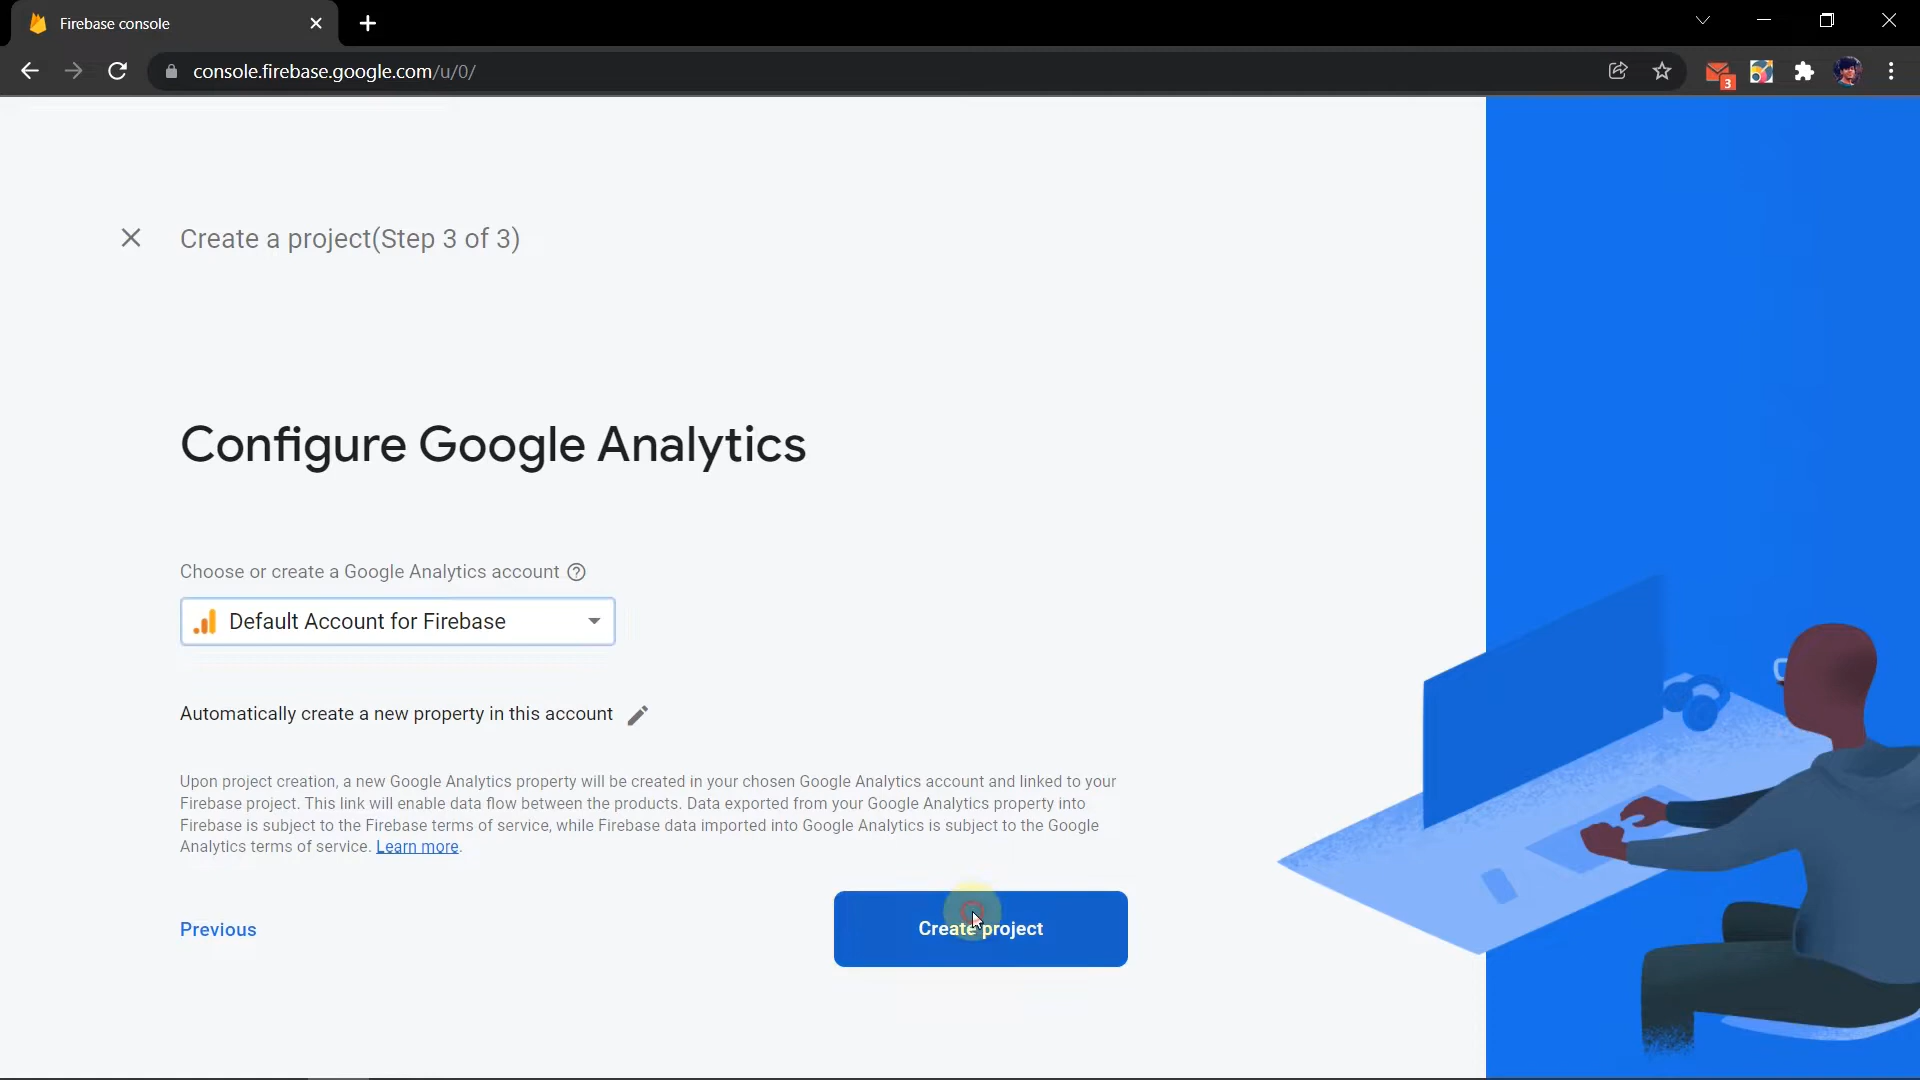 Firebase console
console.firebase.google.com/u/0/
3
Create a project(Step 3 of 3)
Configure Google Analytics
Choose or create a Google Analytics account
Default Account for Firebase
Automatically create a new property in this account
Upon project creation, a new Google Analytics property will be created in your chosen Google Analytics account and linked to your
Firebase project. This link will enable data flow between the products. Data exported from your Google Analytics property into
Firebase is subject to the Firebase terms of service, while Firebase data imported into Google Analytics is subject to the Google
Analytics terms of service. Learn more.
Previous
Create project